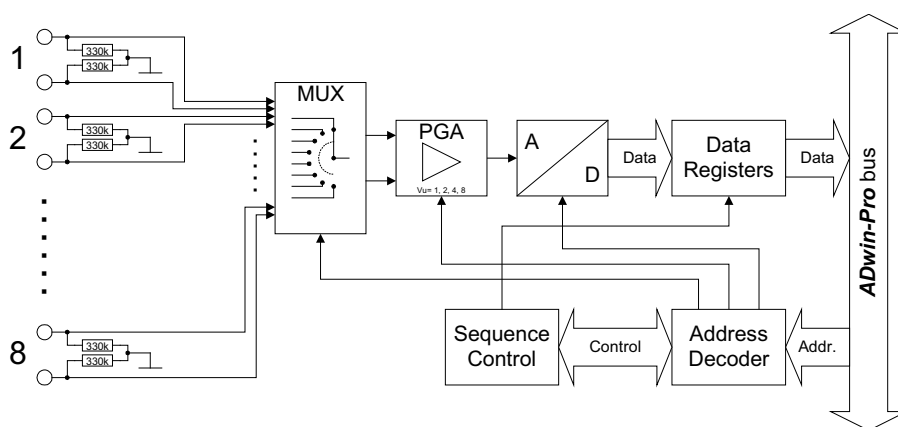 1
330k
330k
2
330k
330k
8
330k
330k
MUX
PGA
Vu= 1, 2, 4, 8
A
D
Data
Data
Registers
Data
Sequence
Control
Control
Address
Decoder
Addr.
ADwin-Pro bus